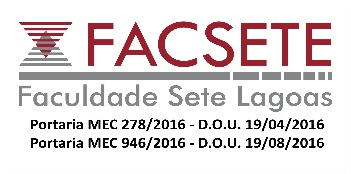 FACSETE
Faculdade Sete Lagoas
Portaria MEC 278/2016 - D.O.U. 19/04/2016
Portaria MEC 946/2016 - D.O.U. 19/08/2016